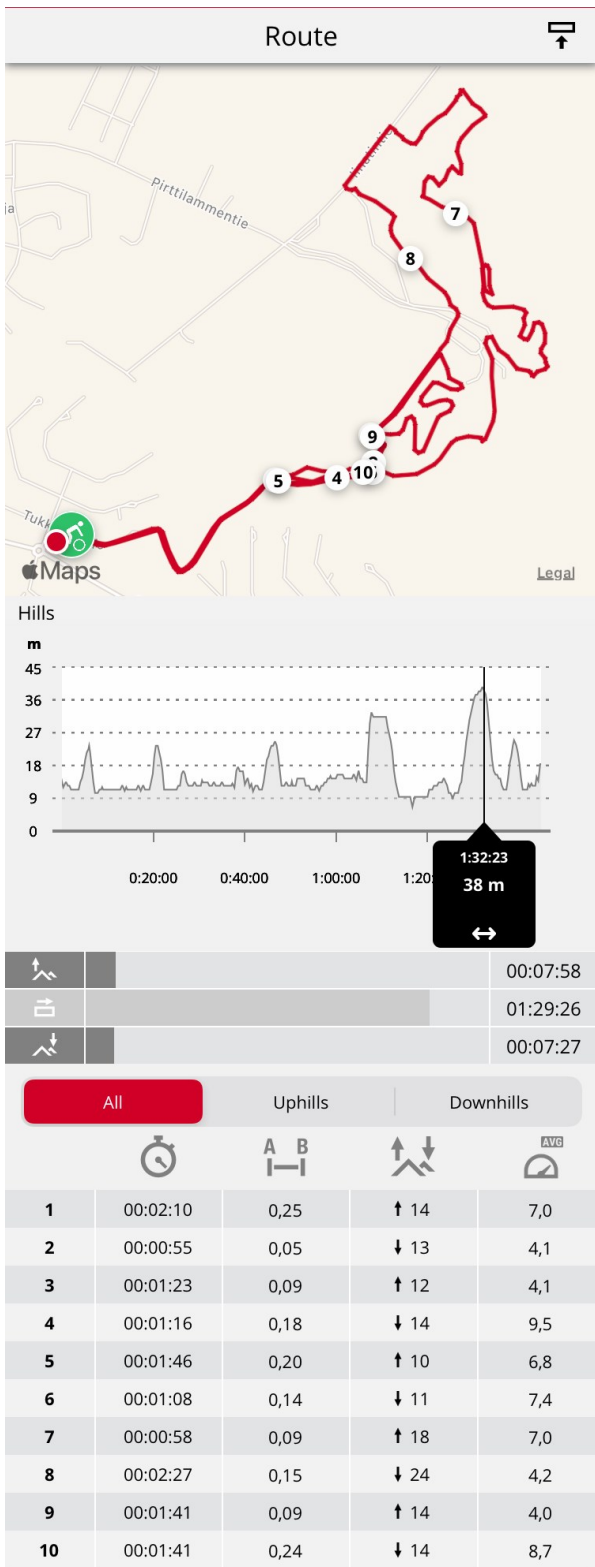 Route
Pirttilammentie
ja
7
8
9
10
4
5
Tukk
Maps
Legal
Hills
m
45
36
27
18
9
0
0:20:00 0:40:00 1:00:00 1:20:
1:32:23
38 m
00:07:58
01:29:26
00:07:27
All Uphills Downhills
A B AVG
1 00:02:10 0,25 14 7,0
2 00:00:55 0,05 13 4,1
3 00:01:23 0,09 12 4,1
4 00:01:16 0,18 14 9,5
5 00:01:46 0,20 10 6,8
6 00:01:08 0,14 11 7,4
7 00:00:58 0,09 18 7,0
8 00:02:27 0,15 24 4,2
9 00:01:41 0,09 14 4,0
10 00:01:41 0,24 14 8,7